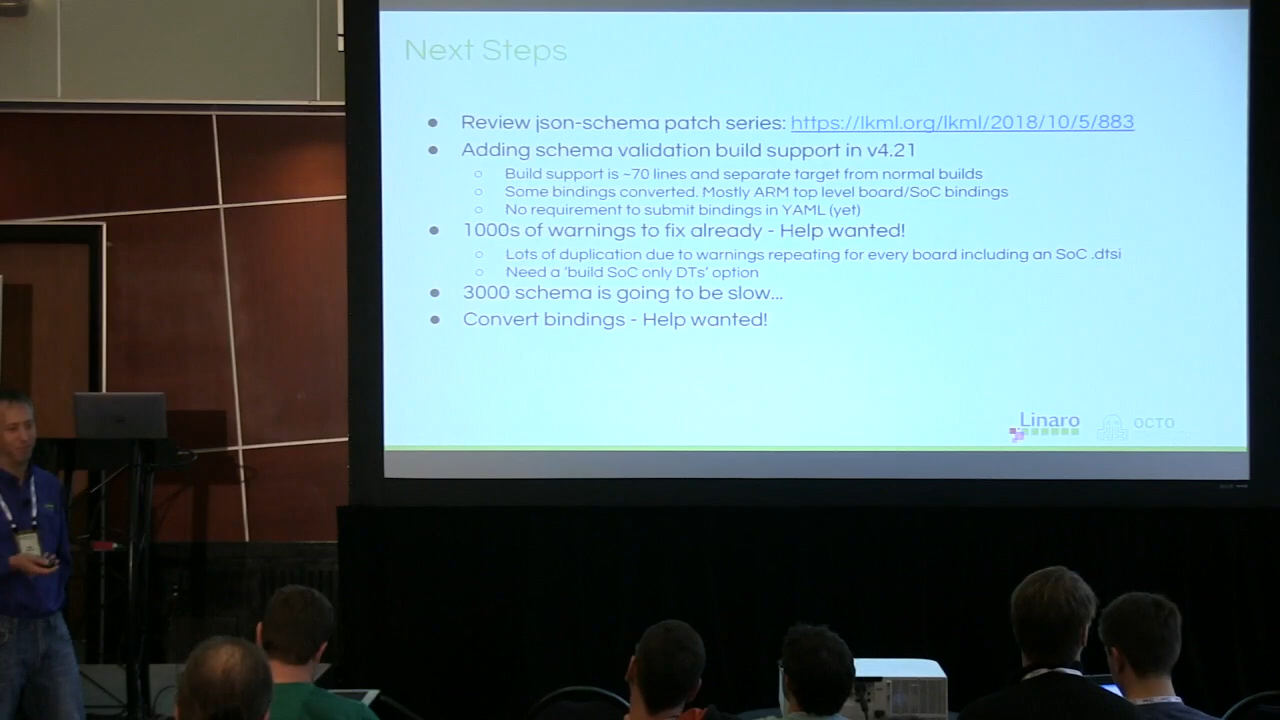 Next Steps
Review json-schema patch series: https://lkml.org/lkml/2018/10/5/883
Adding schema validation build support in v4.21
Build support is ~70 lines and separate target from normal builds
Some bindings converted. Mostly ARM top level board/SoC bindings
No requirement to submit bindings in YAML (yet)
1000s of warnings to fix already - Help wanted!
Lots of duplication due to warnings repeating for every board including an SoC .dtsi
Need a 'build SoC only DTs' option
3000 schema is going to be slow...
Convert bindings - Help wanted!
Linaro
OCTO